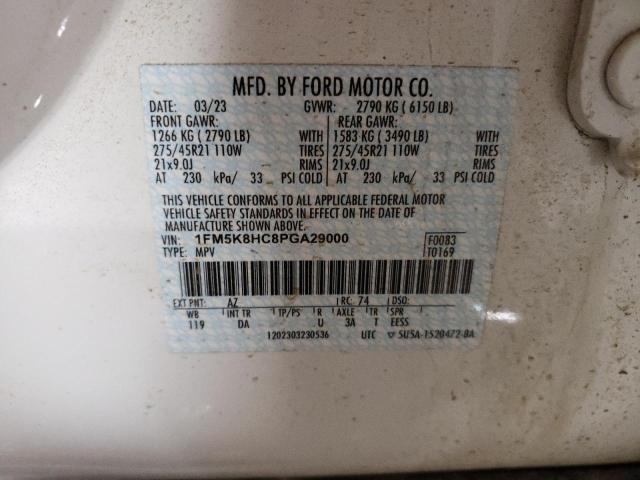 MFD. BY FORD MOTOR CO.
DATE: 03/23 GVWR: 2790 KG ( 6150 LB)
FRONT GAWR: REAR GAWR:
1266 KG ( 2790 LB) WITH 1583 KG ( 3490 LB) WITH
275/45R21 110W TIRES 275/45R21 110W TIRES
21x9.0J RIMS 21x9.0J RIMS
AT 230 kPa/ 33 PSI COLD AT 230 kPa/ 33 PSI COLD
THIS VEHICLE CONFORMS TO ALL APPLICABLE FEDERAL MOTOR
VEHICLE SAFETY STANDARDS IN EFFECT ON THE DATE OF
MANUFACTURE SHOWN ABOVE.
VIN: 1FM5K8HC8PGA29000 F0083
TYPE: MPV T0169
EXT PNT: AZ RC: 74 DSO:
WB INT TR TP/PS R AXLE TR SPR
119 DA U 3A T EESS
1202303230536 UTC ▽ 5U5A-1520472-BA